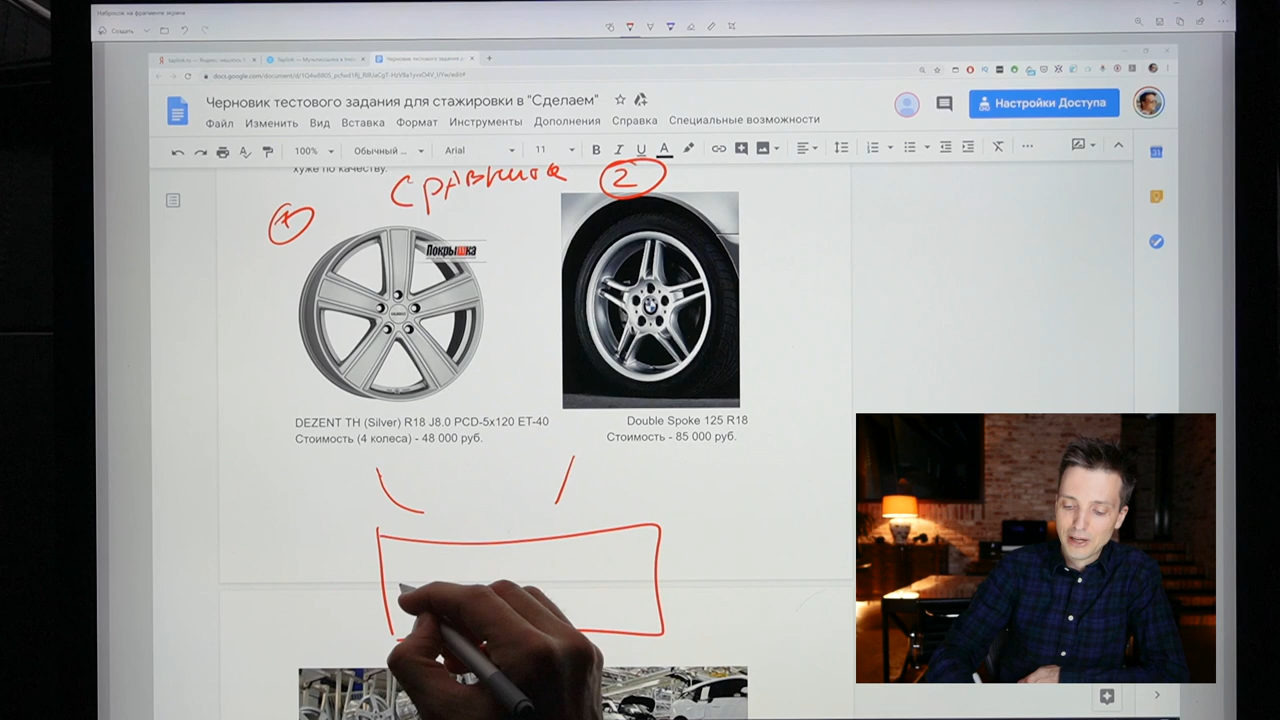 Набросок на фрагменте экрана
Создать
Черновик тестового задания для стажировки в "Сделаем"
Настройки Доступа
Файл Изменить Вид Вставка Формат Инструменты Дополнения Справка Специальные возможности
100% Обычный ... Arial 11 B I U A
хуже по качеству.
2
Покрышка
DEZENT TH (Silver) R18 J8.0 PCD-5x120 ET-40
Стоимость (4 колеса) - 48 000 руб.
Double Spoke 125 R18
Стоимость - 85 000 руб.